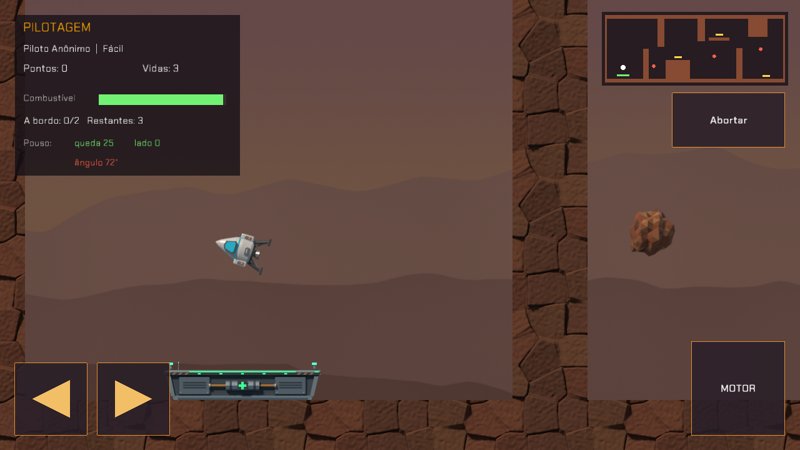 PILOTAGEM
Piloto Anônimo | Fácil
Pontos: 0 Vidas: 3
Combustível
A bordo: 0/2 Restantes: 3
Pouso: queda 25 lado 0
ângulo 72°
Abortar
MOTOR